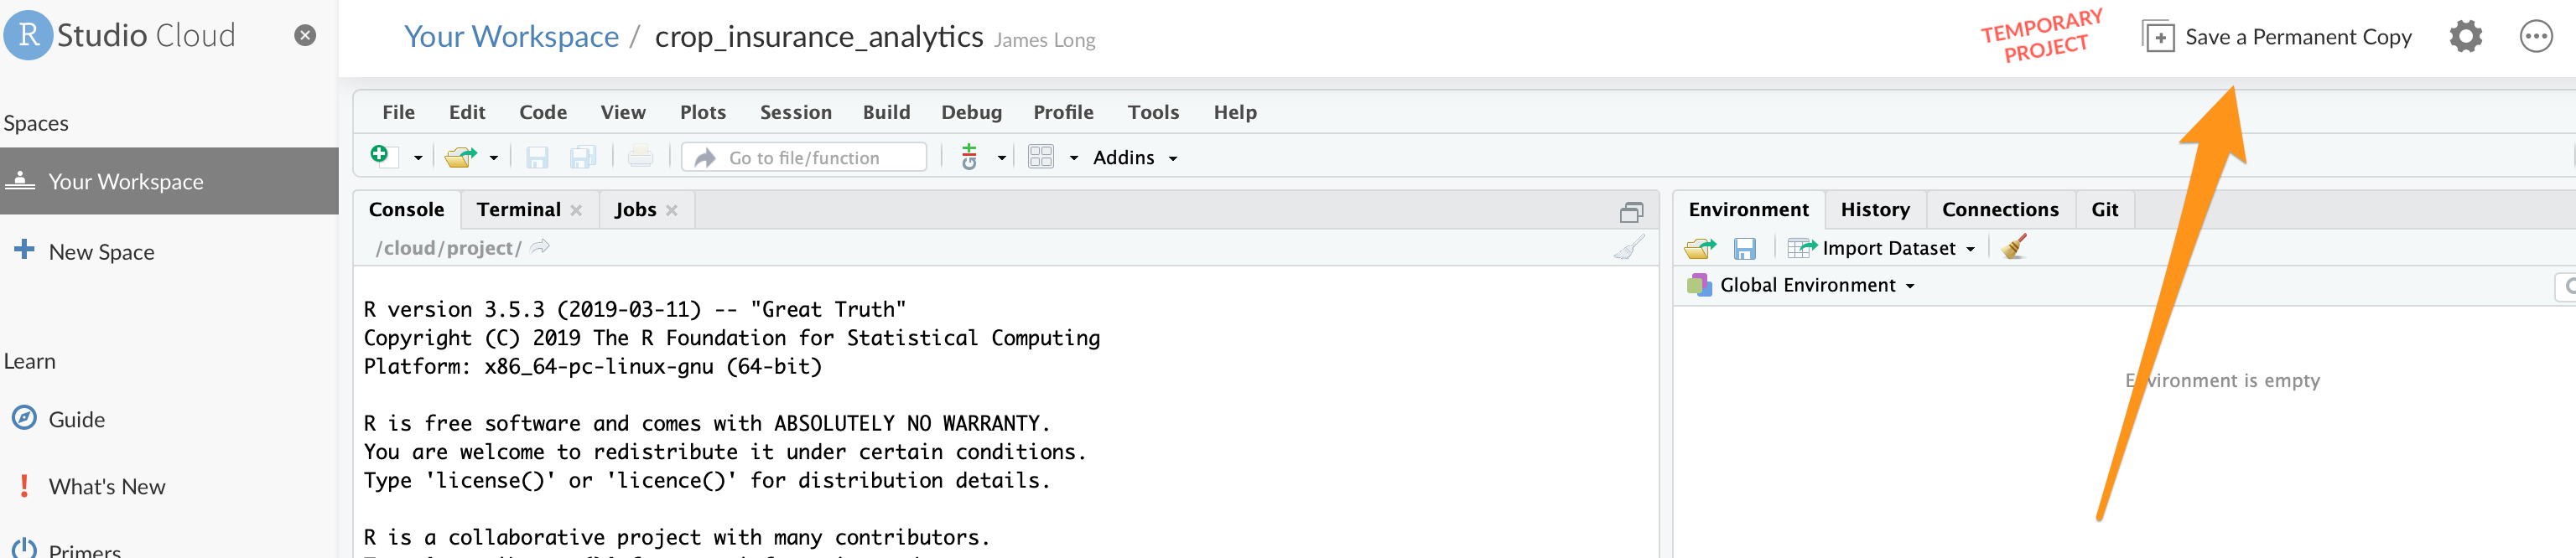 R Studio Cloud
Your Workspace / crop_insurance_analytics James Long
TEMPORARY
PROJECT
Save a Permanent Copy
Spaces
Your Workspace
New Space
Learn
Guide
What's New
Primers
File Edit Code View Plots Session Build Debug Profile Tools Help
Go to file/function
Addins
Console Terminal Jobs
/cloud/project/
R version 3.5.3 (2019-03-11) -- "Great Truth"
Copyright (C) 2019 The R Foundation for Statistical Computing
Platform: x86_64-pc-linux-gnu (64-bit)
R is free software and comes with ABSOLUTELY NO WARRANTY.
You are welcome to redistribute it under certain conditions.
Type 'license()' or 'licence()' for distribution details.
R is a collaborative project with many contributors.
Environment History Connections Git
Import Dataset
Global Environment
Environment is empty